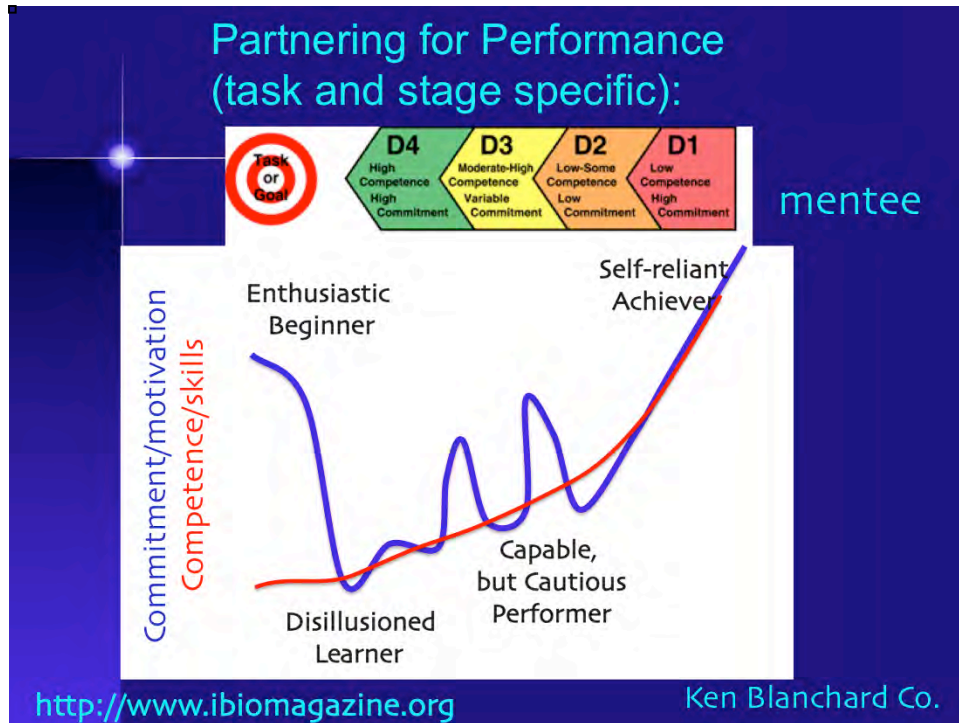 Partnering for Performance
(task and stage specific):
Task
or
Goal
D4
High
Competence
High
Commitment
D3
Moderate-High
Competence
Variable
Commitment
D2
Low-Some
Competence
Low
Commitment
D1
Low
Competence
High
Commitment
mentee
Commitment/motivation
Competence/skills
Enthusiastic
Beginner
Self-reliant
Achiever
Disillusioned
Learner
Capable,
but Cautious
Performer
http://www.ibiomagazine.org
Ken Blanchard Co.